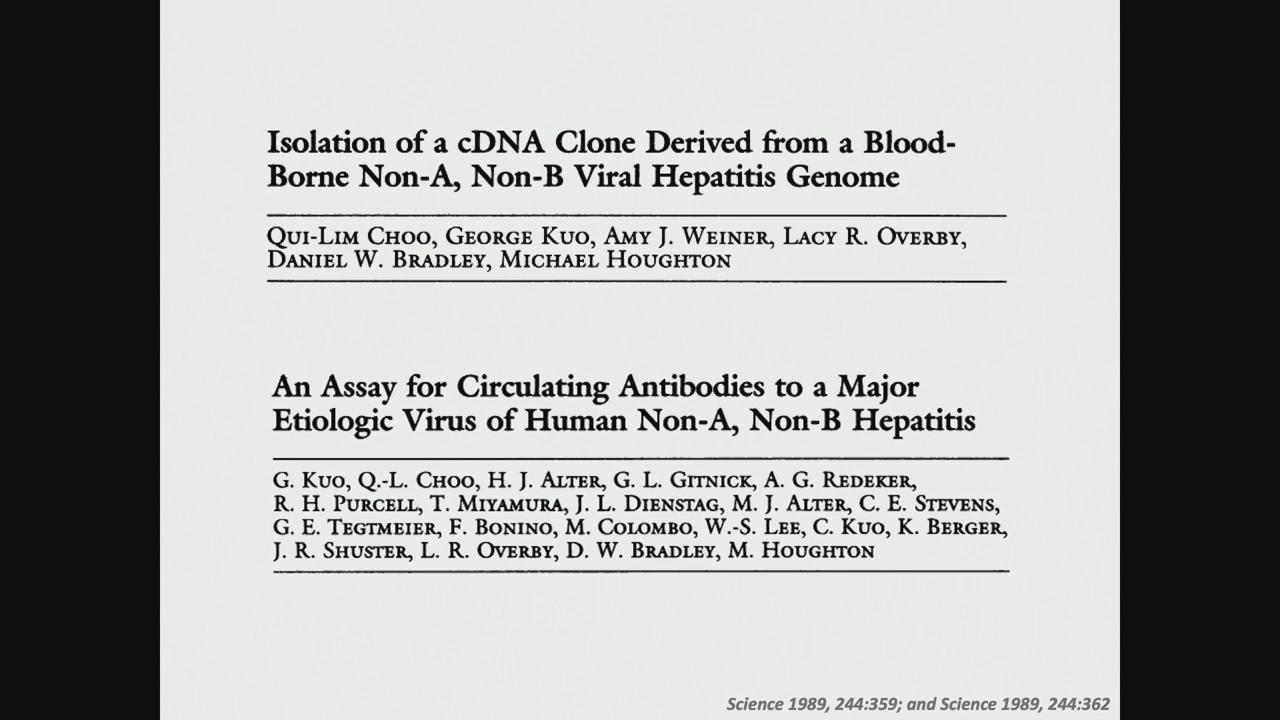 Isolation of a cDNA Clone Derived from a Blood-
Borne Non-A, Non-B Viral Hepatitis Genome
Qui-Lim Choo, George Kuo, Amy J. Weiner, Lacy R. Overby,
Daniel W. Bradley, Michael Houghton
An Assay for Circulating Antibodies to a Major
Etiologic Virus of Human Non-A, Non-B Hepatitis
G. Kuo, Q.-L. Choo, H. J. Alter, G. L. Gitnick, A. G. Redeker,
R. H. Purcell, T. Miyamura, J. L. Dienstag, M. J. Alter, C. E. Stevens,
G. E. Tegtmeier, F. Bonino, M. Colombo, W.-S. Lee, C. Kuo, K. Berger,
J. R. Shuster, L. R. Overby, D. W. Bradley, M. Houghton
Science 1989, 244:359; and Science 1989, 244:362